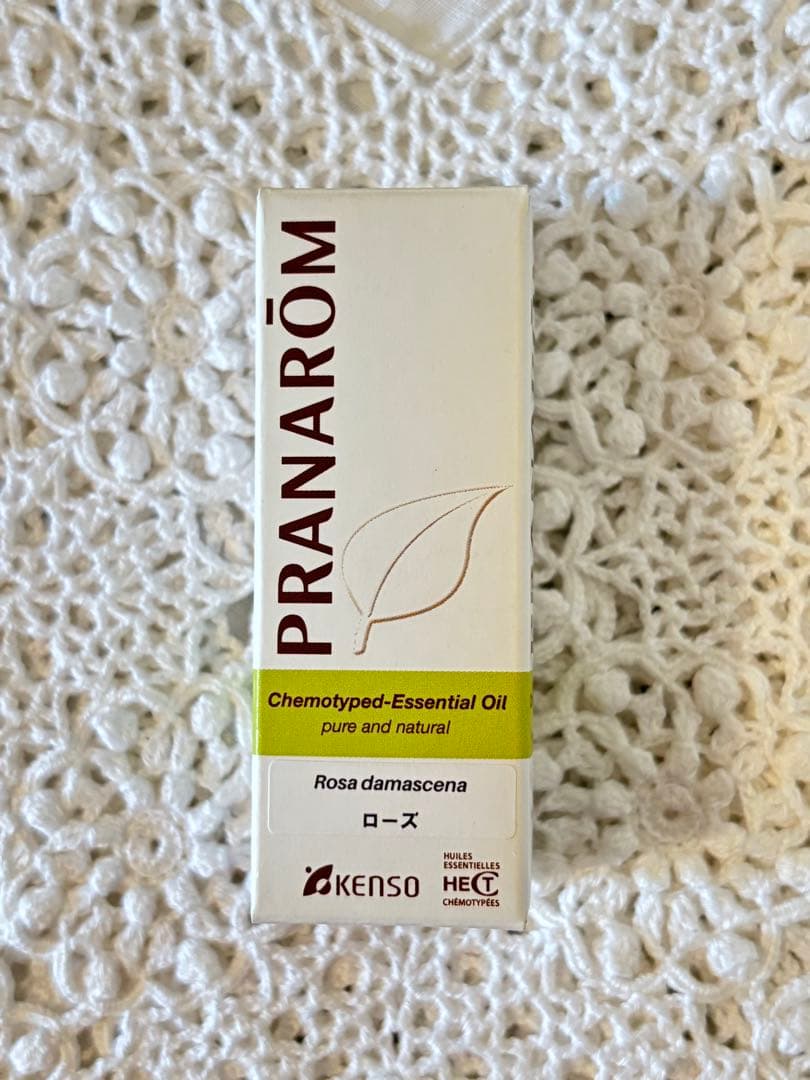 PRANARŌM
Chemotyped-Essential Oil
pure and natural
Rosa damascena
ローズ
KENSO
HUILES
ESSENTIELLES
HECT
CHÉMOTYPÉES